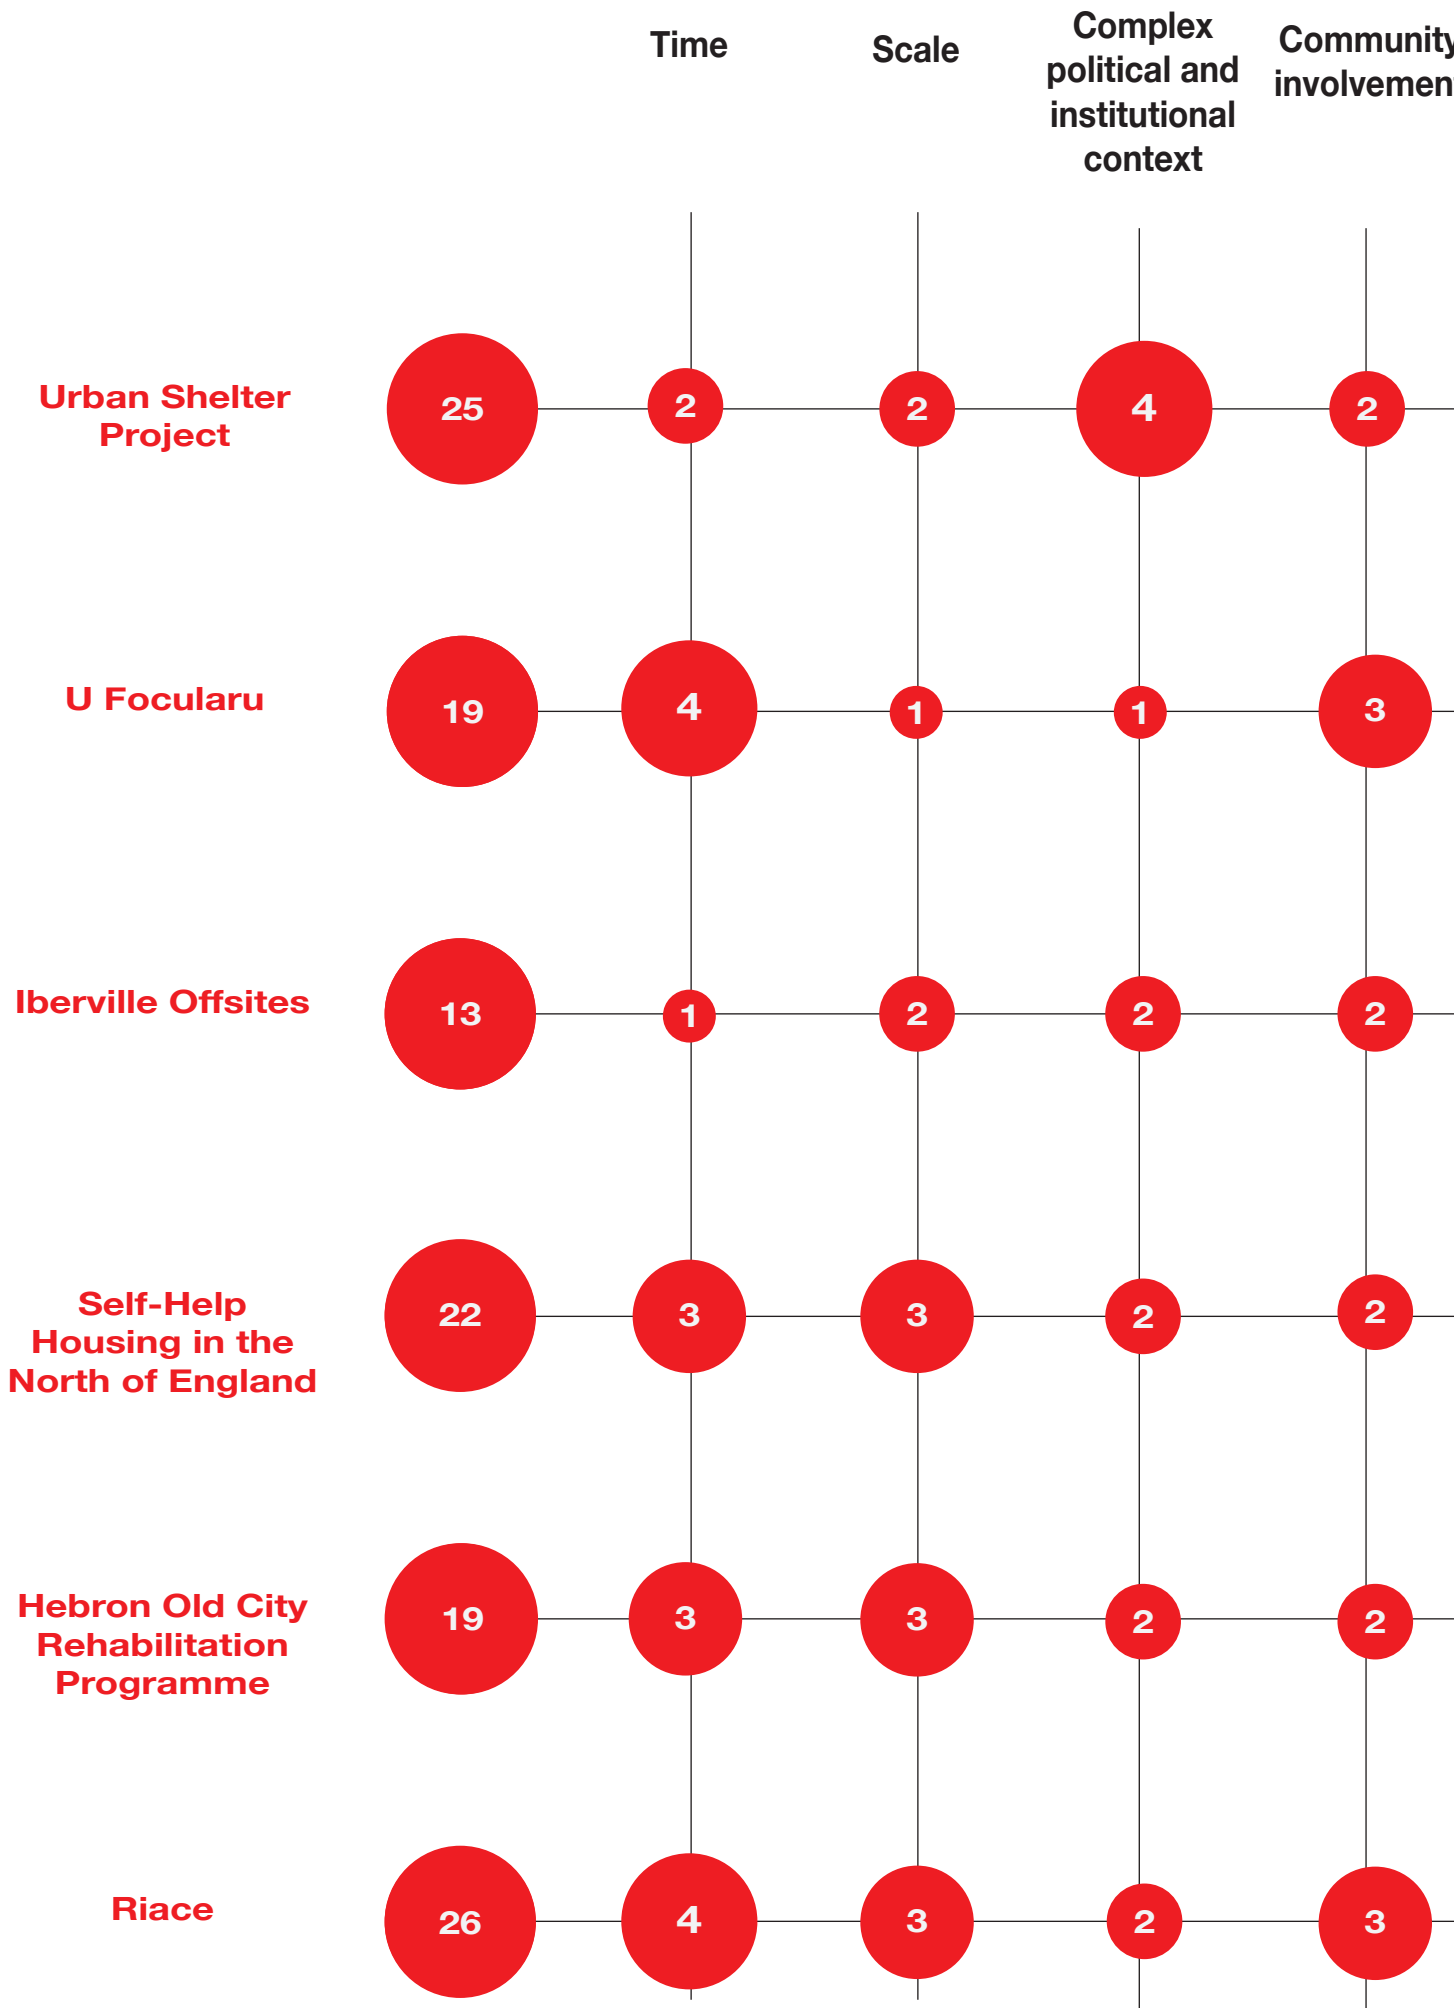 Time
Scale
Complex
political and
institutional
context
Community
involvement
Urban Shelter
Project
25
2
2
4
2
U Focularu
19
4
1
1
3
Iberville Offsites
13
1
2
2
2
Self-Help
Housing in the
North of England
22
3
3
2
2
Hebron Old City
Rehabilitation
Programme
19
3
3
2
2
Riace
26
4
3
2
3